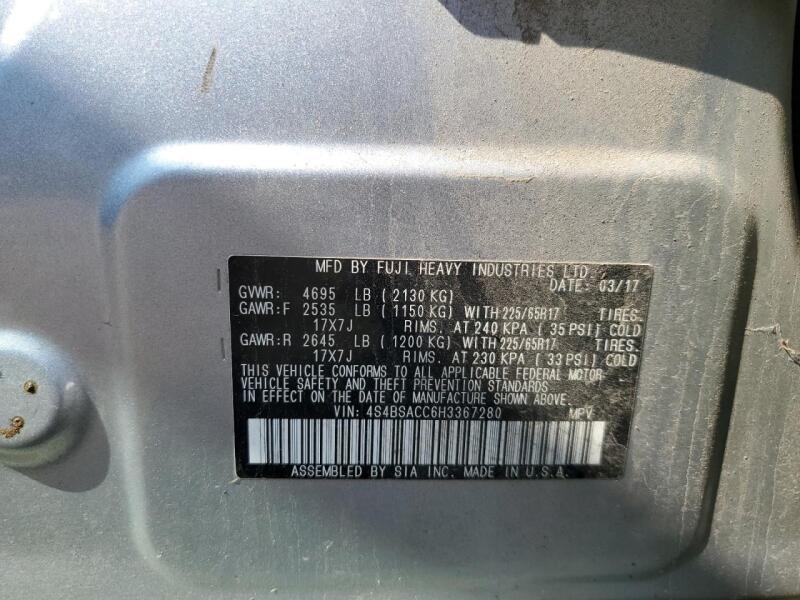 MFD BY FUJI HEAVY INDUSTRIES LTD.
DATE: 03/17
GVWR: 4695 LB ( 2130 KG)
GAWR:F 2535 LB ( 1150 KG) WITH 225/65R17 TIRES.
17X7J RIMS. AT 240 KPA ( 35 PSI) COLD
GAWR:R 2645 LB ( 1200 KG) WITH 225/65R17 TIRES.
17X7J RIMS. AT 230 KPA ( 33 PSI) COLD
THIS VEHICLE CONFORMS TO ALL APPLICABLE FEDERAL MOTOR
VEHICLE SAFETY AND THEFT PREVENTION STANDARDS
IN EFFECT ON THE DATE OF MANUFACTURE SHOWN ABOVE.
VIN: 4S4BSACC6H3367280 MPV
ASSEMBLED BY SIA INC. MADE IN U.S.A.